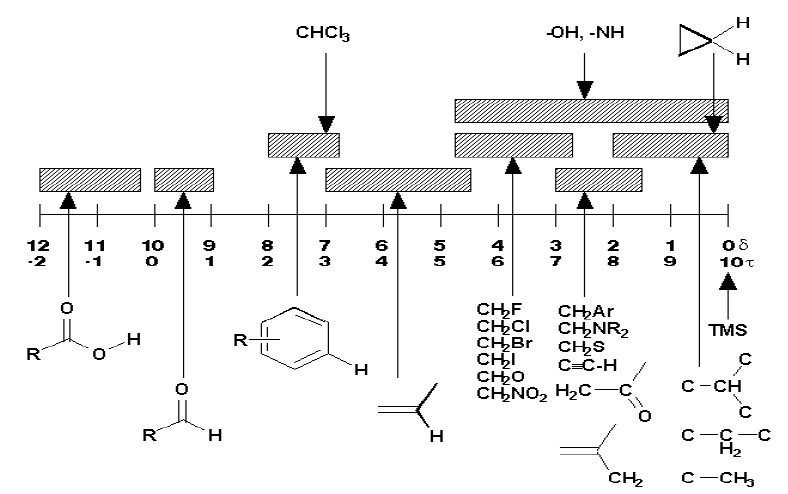 CHCl3
-OH, -NH
H
H
12 11 10 9 8 7 6 5 4 3 2 1 0 δ
-2 -1 0 1 2 3 4 5 6 7 8 9 10 τ
TMS
O
R
O
H
O
R
H
R
H
H
CH2F
CH2Cl
CH2Br
CH2I
CH2O
CH2NO2
CH2Ar
CH2NR2
CH2S
C≡C-H
H2C
C
O
CH2
C
C CH
C
C C C
H2
C CH3